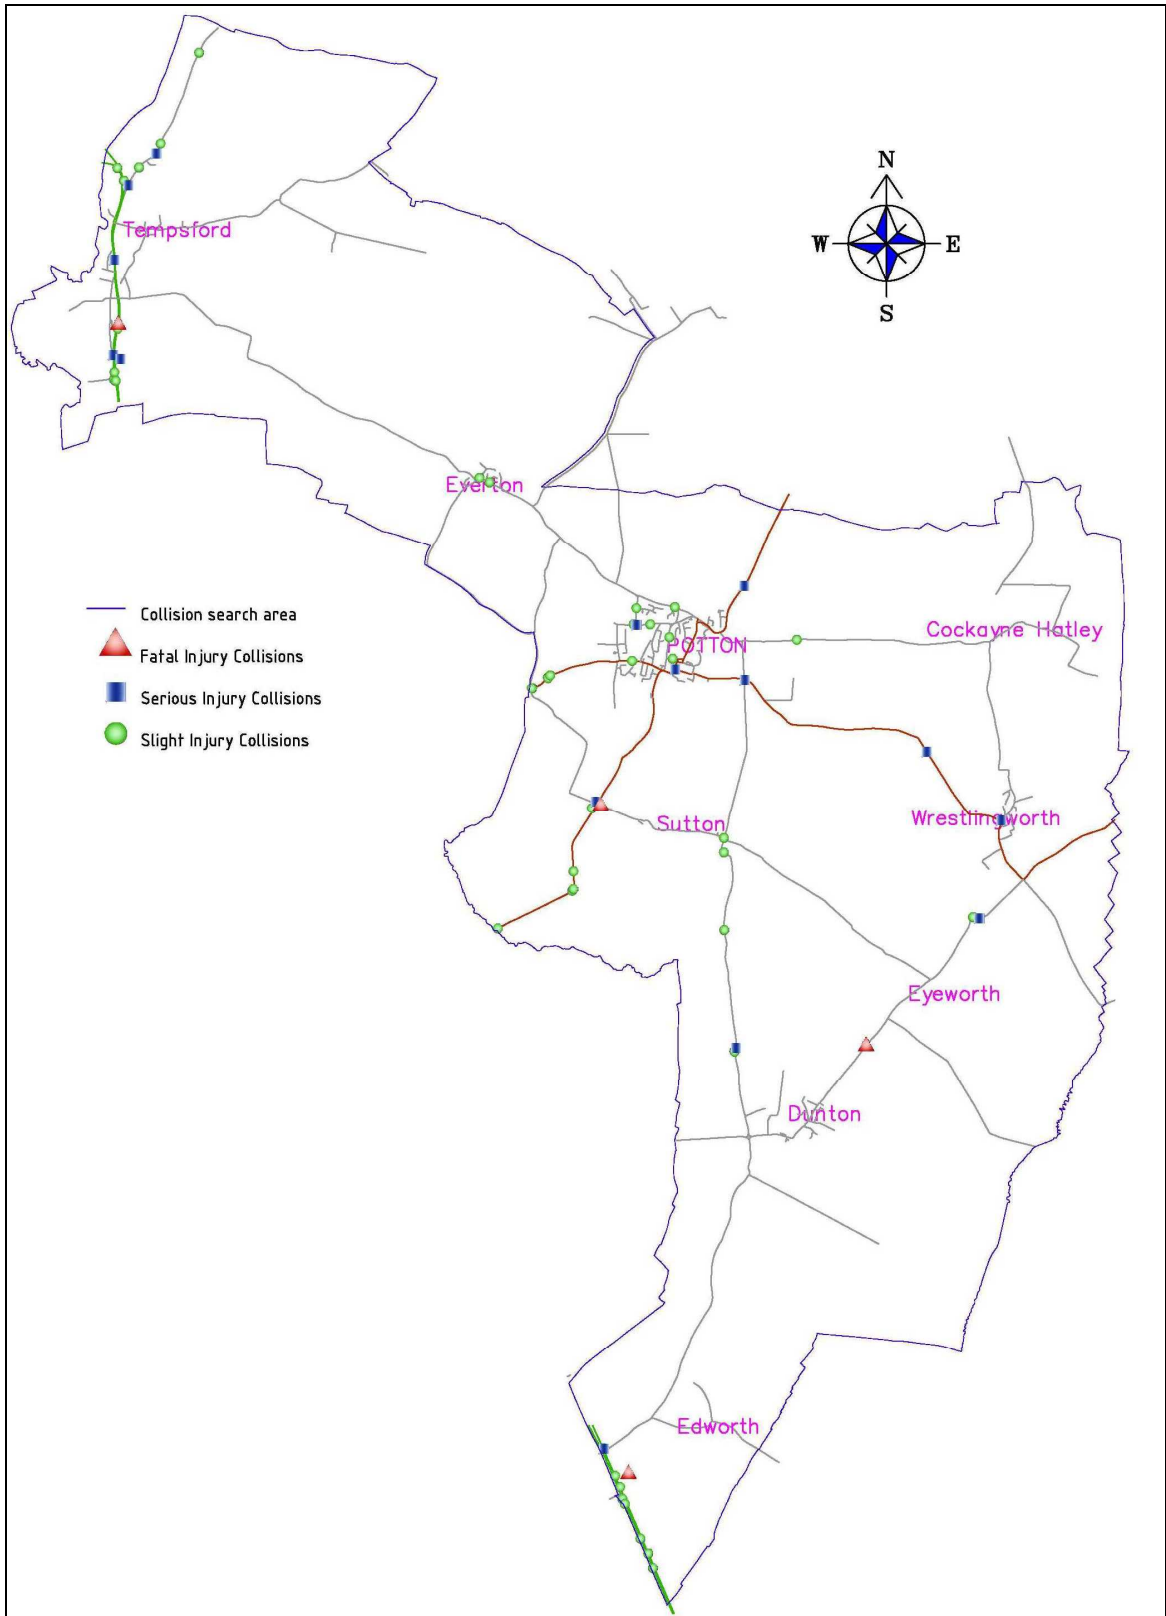 N
Tempsford
W
E
S
Everton
Collision search area
Cockayne Hatley
POTTON
Fatal Injury Collisions
Serious Injury Collisions
Slight Injury Collisions
Wrestlingworth
Sutton
Eyeworth
Dunton
Edworth